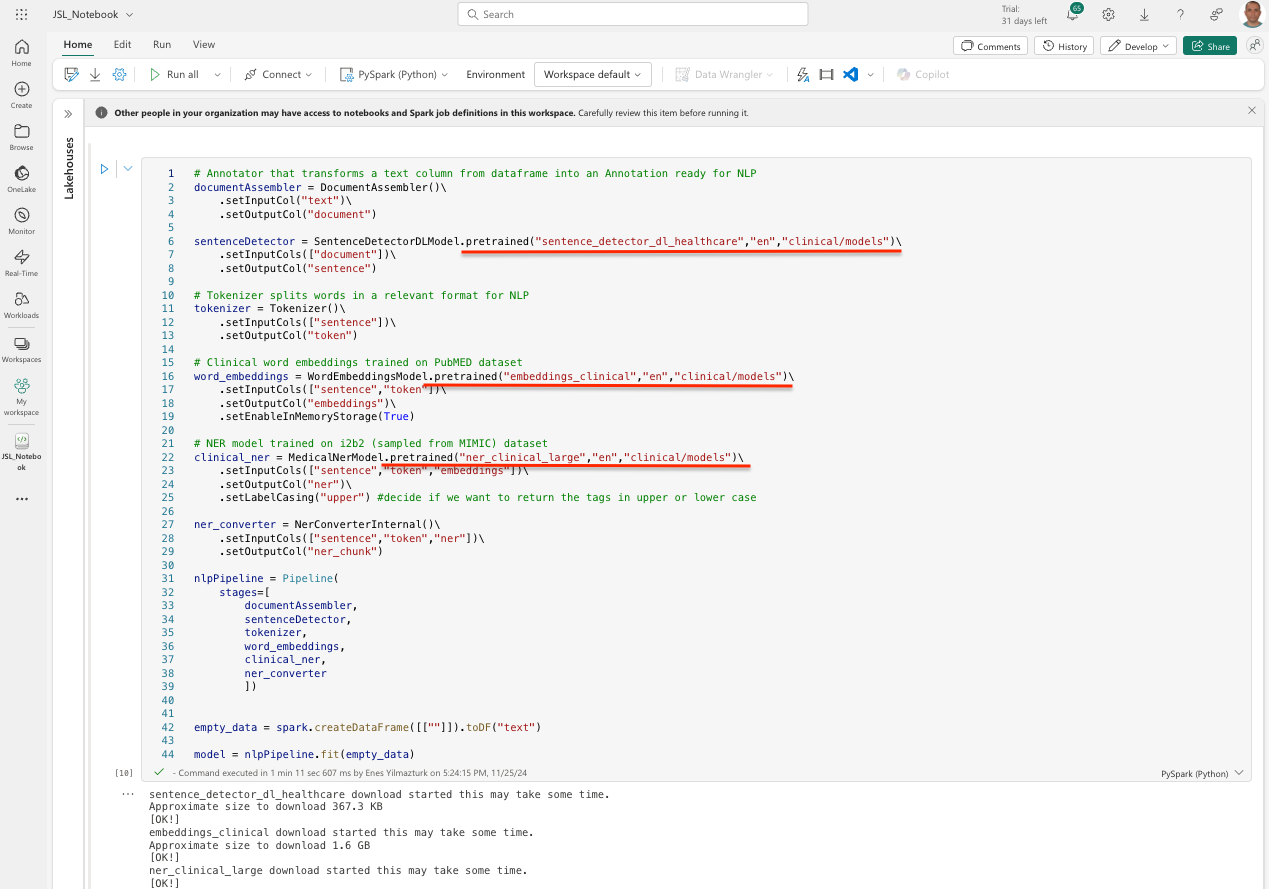 JSL_Notebook
Search
Trial:
31 days left
65
Home
Edit
Run
View
Comments
History
Develop
Share
Run all
Connect
PySpark (Python)
Environment
Workspace default
Data Wrangler
Copilot
Home
Create
Browse
OneLake
Monitor
Real-Time
Workloads
Workspaces
My
workspace
JSL_Notebo
ok
Lakehouses
Other people in your organization may have access to notebooks and Spark job definitions in this workspace. Carefully review this item before running it.
1 # Annotator that transforms a text column from dataframe into an Annotation ready for NLP
2 documentAssembler = DocumentAssembler()\
3     .setInputCol("text")\
4     .setOutputCol("document")
5
6 sentenceDetector = SentenceDetectorDLModel.pretrained("sentence_detector_dl_healthcare","en","clinical/models")\
7     .setInputCols(["document"])\
8     .setOutputCol("sentence")
9
10 # Tokenizer splits words in a relevant format for NLP
11 tokenizer = Tokenizer()\
12     .setInputCols(["sentence"])\
13     .setOutputCol("token")
14
15 # Clinical word embeddings trained on PubMED dataset
16 word_embeddings = WordEmbeddingsModel.pretrained("embeddings_clinical","en","clinical/models")\
17     .setInputCols(["sentence","token"])\
18     .setOutputCol("embeddings")\
19     .setEnableInMemoryStorage(True)
20
21 # NER model trained on i2b2 (sampled from MIMIC) dataset
22 clinical_ner = MedicalNerModel.pretrained("ner_clinical_large","en","clinical/models")\
23     .setInputCols(["sentence","token","embeddings"])\
24     .setOutputCol("ner")\
25     .setLabelCasing("upper") #decide if we want to return the tags in upper or lower case
26
27 ner_converter = NerConverterInternal()\
28     .setInputCols(["sentence","token","ner"])\
29     .setOutputCol("ner_chunk")
30
31 nlpPipeline = Pipeline(
32     stages=[
33         documentAssembler,
34         sentenceDetector,
35         tokenizer,
36         word_embeddings,
37         clinical_ner,
38         ner_converter
39         ])
40
41
42 empty_data = spark.createDataFrame([[""]]).toDF("text")
43
44 model = nlpPipeline.fit(empty_data)
[10]
- Command executed in 1 min 11 sec 607 ms by Enes Yilmazturk on 5:24:15 PM, 11/25/24
PySpark (Python)
sentence_detector_dl_healthcare download started this may take some time.
Approximate size to download 367.3 KB
[OK!]
embeddings_clinical download started this may take some time.
Approximate size to download 1.6 GB
[OK!]
ner_clinical_large download started this may take some time.
[OK!]